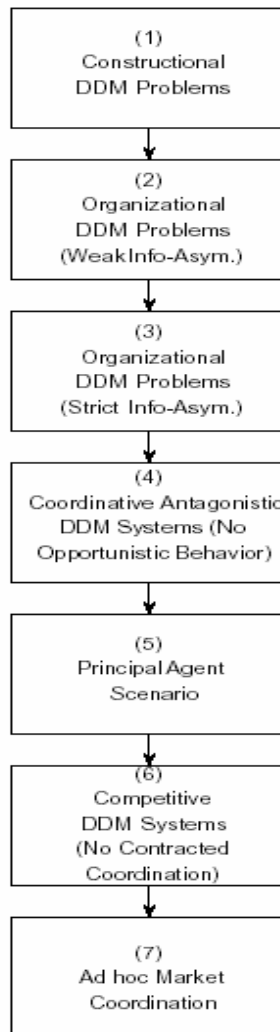 (1)
Constructional
DDM Problems
(2)
Organizational
DDM Problems
(Weak Info-Asym.)
(3)
Organizational
DDM Problems
(Strict Info-Asym.)
(4)
Coordinative Antagonistic
DDM Systems (No
Opportunistic Behavior)
(5)
Principal Agent
Scenario
(6)
Competitive
DDM Systems
(No Contracted
Coordination)
(7)
Ad hoc Market
Coordination